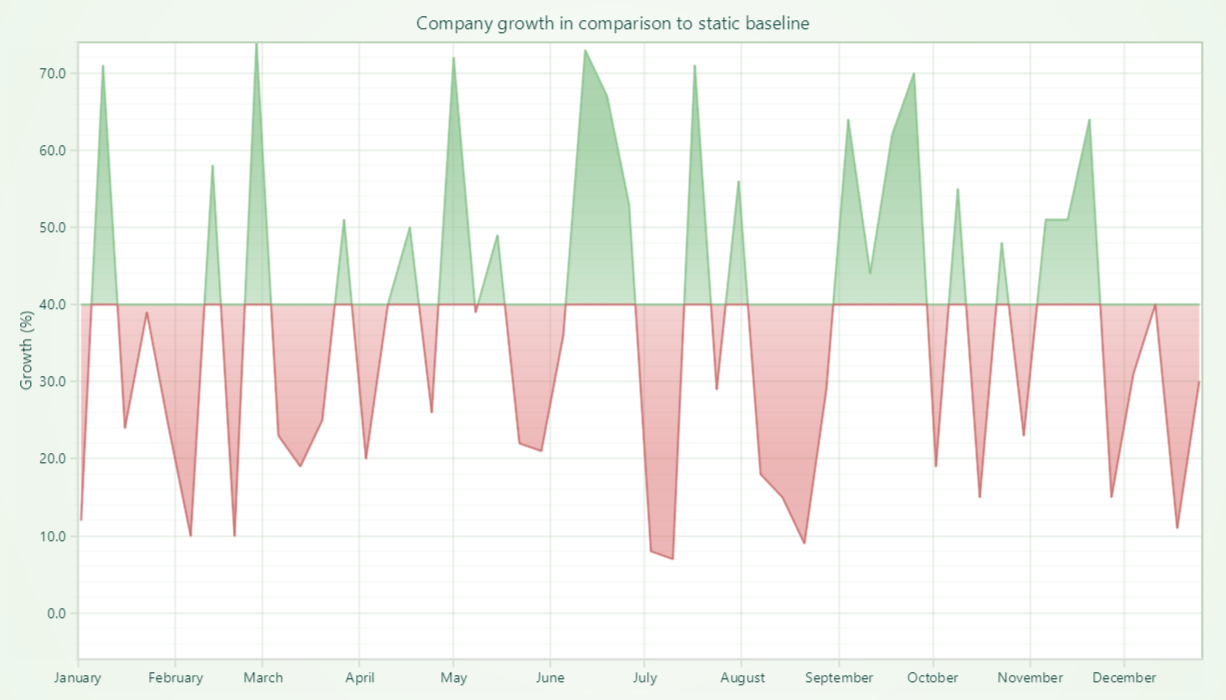 Company growth in comparison to static baseline
Growth (%)
70.0
60.0
50.0
40.0
30.0
20.0
10.0
0.0
January February March April May June July August September October November December